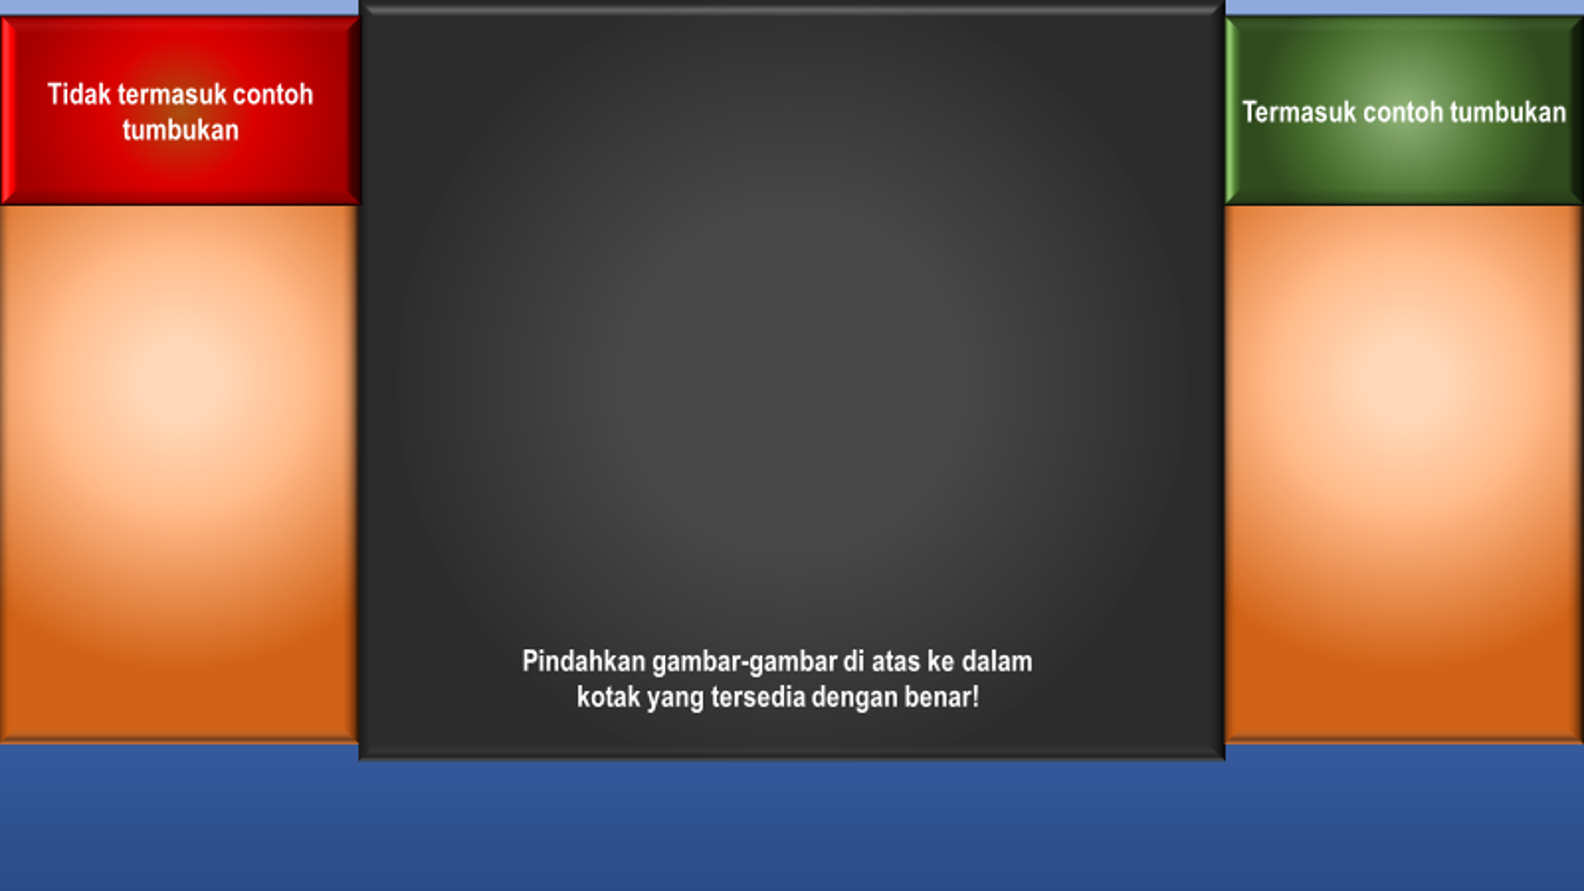 Tidak termasuk contoh
tumbukan
Termasuk contoh tumbukan
Pindahkan gambar-gambar di atas ke dalam
kotak yang tersedia dengan benar!